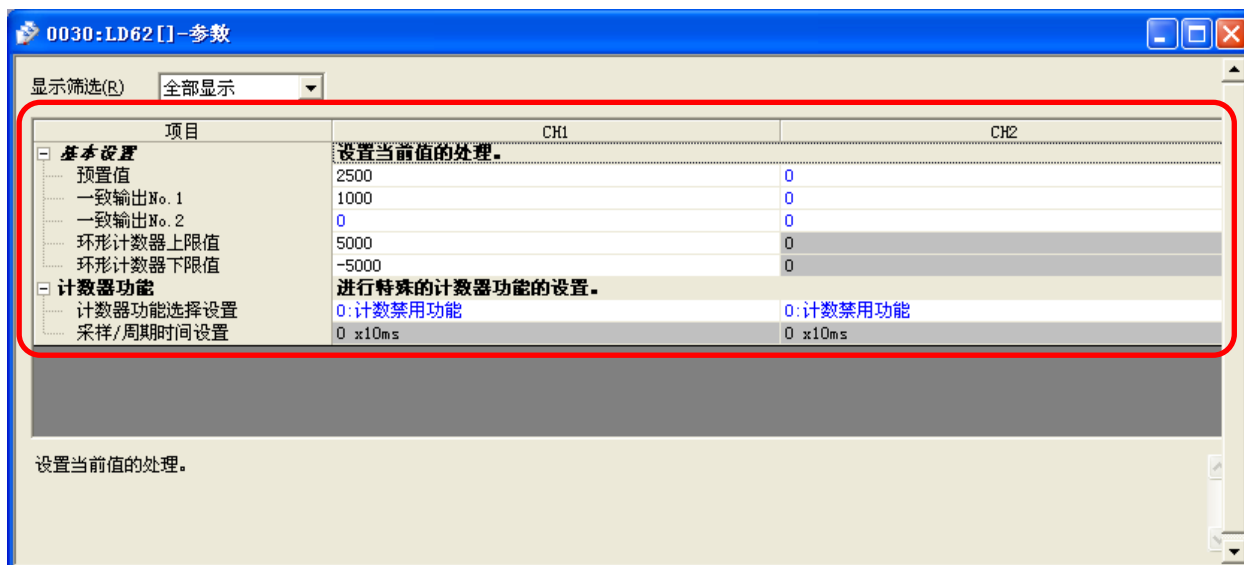 0030:LD62[]-参数
显示筛选(R) 全部显示
项目 CH1 CH2
基本设置 设置当前值的处理。
预置值 2500 0
一致输出No.1 1000 0
一致输出No.2 0 0
环形计数器上限值 5000 0
环形计数器下限值 -5000 0
计数器功能 进行特殊的计数器功能的设置。
计数器功能选择设置 0:计数禁用功能 0:计数禁用功能
采样/周期时间设置 0 x10ms 0 x10ms
设置当前值的处理。